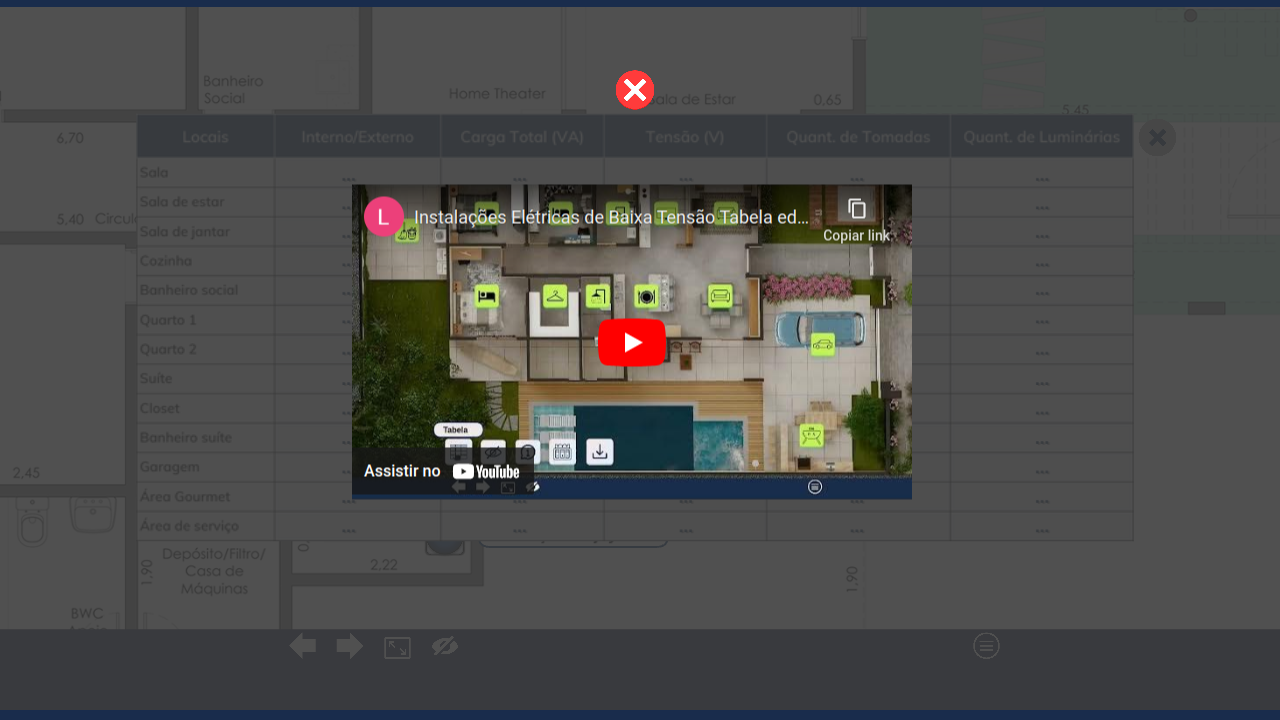 Banheiro
Social
Home Theater
Sala de Estar
0,65
5,45
6,70
Locais
Interno/Externo
Carga Total (VA)
Tensão (V)
Quant. de Tomadas
Quant. de Luminárias
Sala
Sala de estar
5,40
Sala de jantar
Cozinha
Banheiro social
Quarto 1
Quarto 2
Suíte
Closet
Banheiro suíte
Garagem
Área Gourmet
Área de serviço
L
Instalações Elétricas de Baixa Tensão Tabela ed...
Copiar link
Tabela
Assistir no YouTube
2,45
Depósito/Filtro/
Casa de
Máquinas
1,90
2,22
1,90
BWC